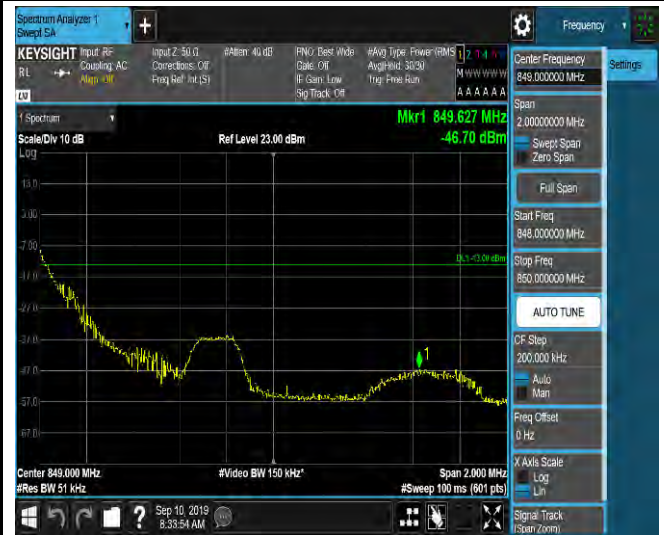 Spectrum Analyzer 1
Swept SA
+
Frequency
KEYSIGHT
RL
Input: RF
Coupling: AC
Align: Off
Input Z: 50 Ω
Corrections: Off
Freq Ref: Int (S)
#Atten: 40 dB
PNO: Best Wide
Gate: Off
IF Gain: Low
Sig Track: Off
#Avg Type: Power (RMS
Avg|Hold: 30/30
Trig: Free Run
M W W W W W
A A A A A A
1 Spectrum
Scale/Div 10 dB
Log
Ref Level 23.00 dBm
Mkr1 849.627 MHz
-46.70 dBm
13.0
3.00
-7.00
-17.0
-27.0
-37.0
-47.0
-57.0
-67.0
DL1 -13.00 dBm
1
Center 849.000 MHz
#Res BW 51 kHz
#Video BW 150 kHz*
Span 2.000 MHz
#Sweep 100 ms (601 pts)
Sep 10, 2019
8:33:54 AM
?
Center Frequency
849.000000 MHz
Settings
Span
2.00000000 MHz
Swept Span
Zero Span
Full Span
Start Freq
848.000000 MHz
Stop Freq
850.000000 MHz
AUTO TUNE
CF Step
200.000 kHz
Auto
Man
Freq Offset
0 Hz
X Axis Scale
Log
Lin
Signal Track
(Span Zoom)